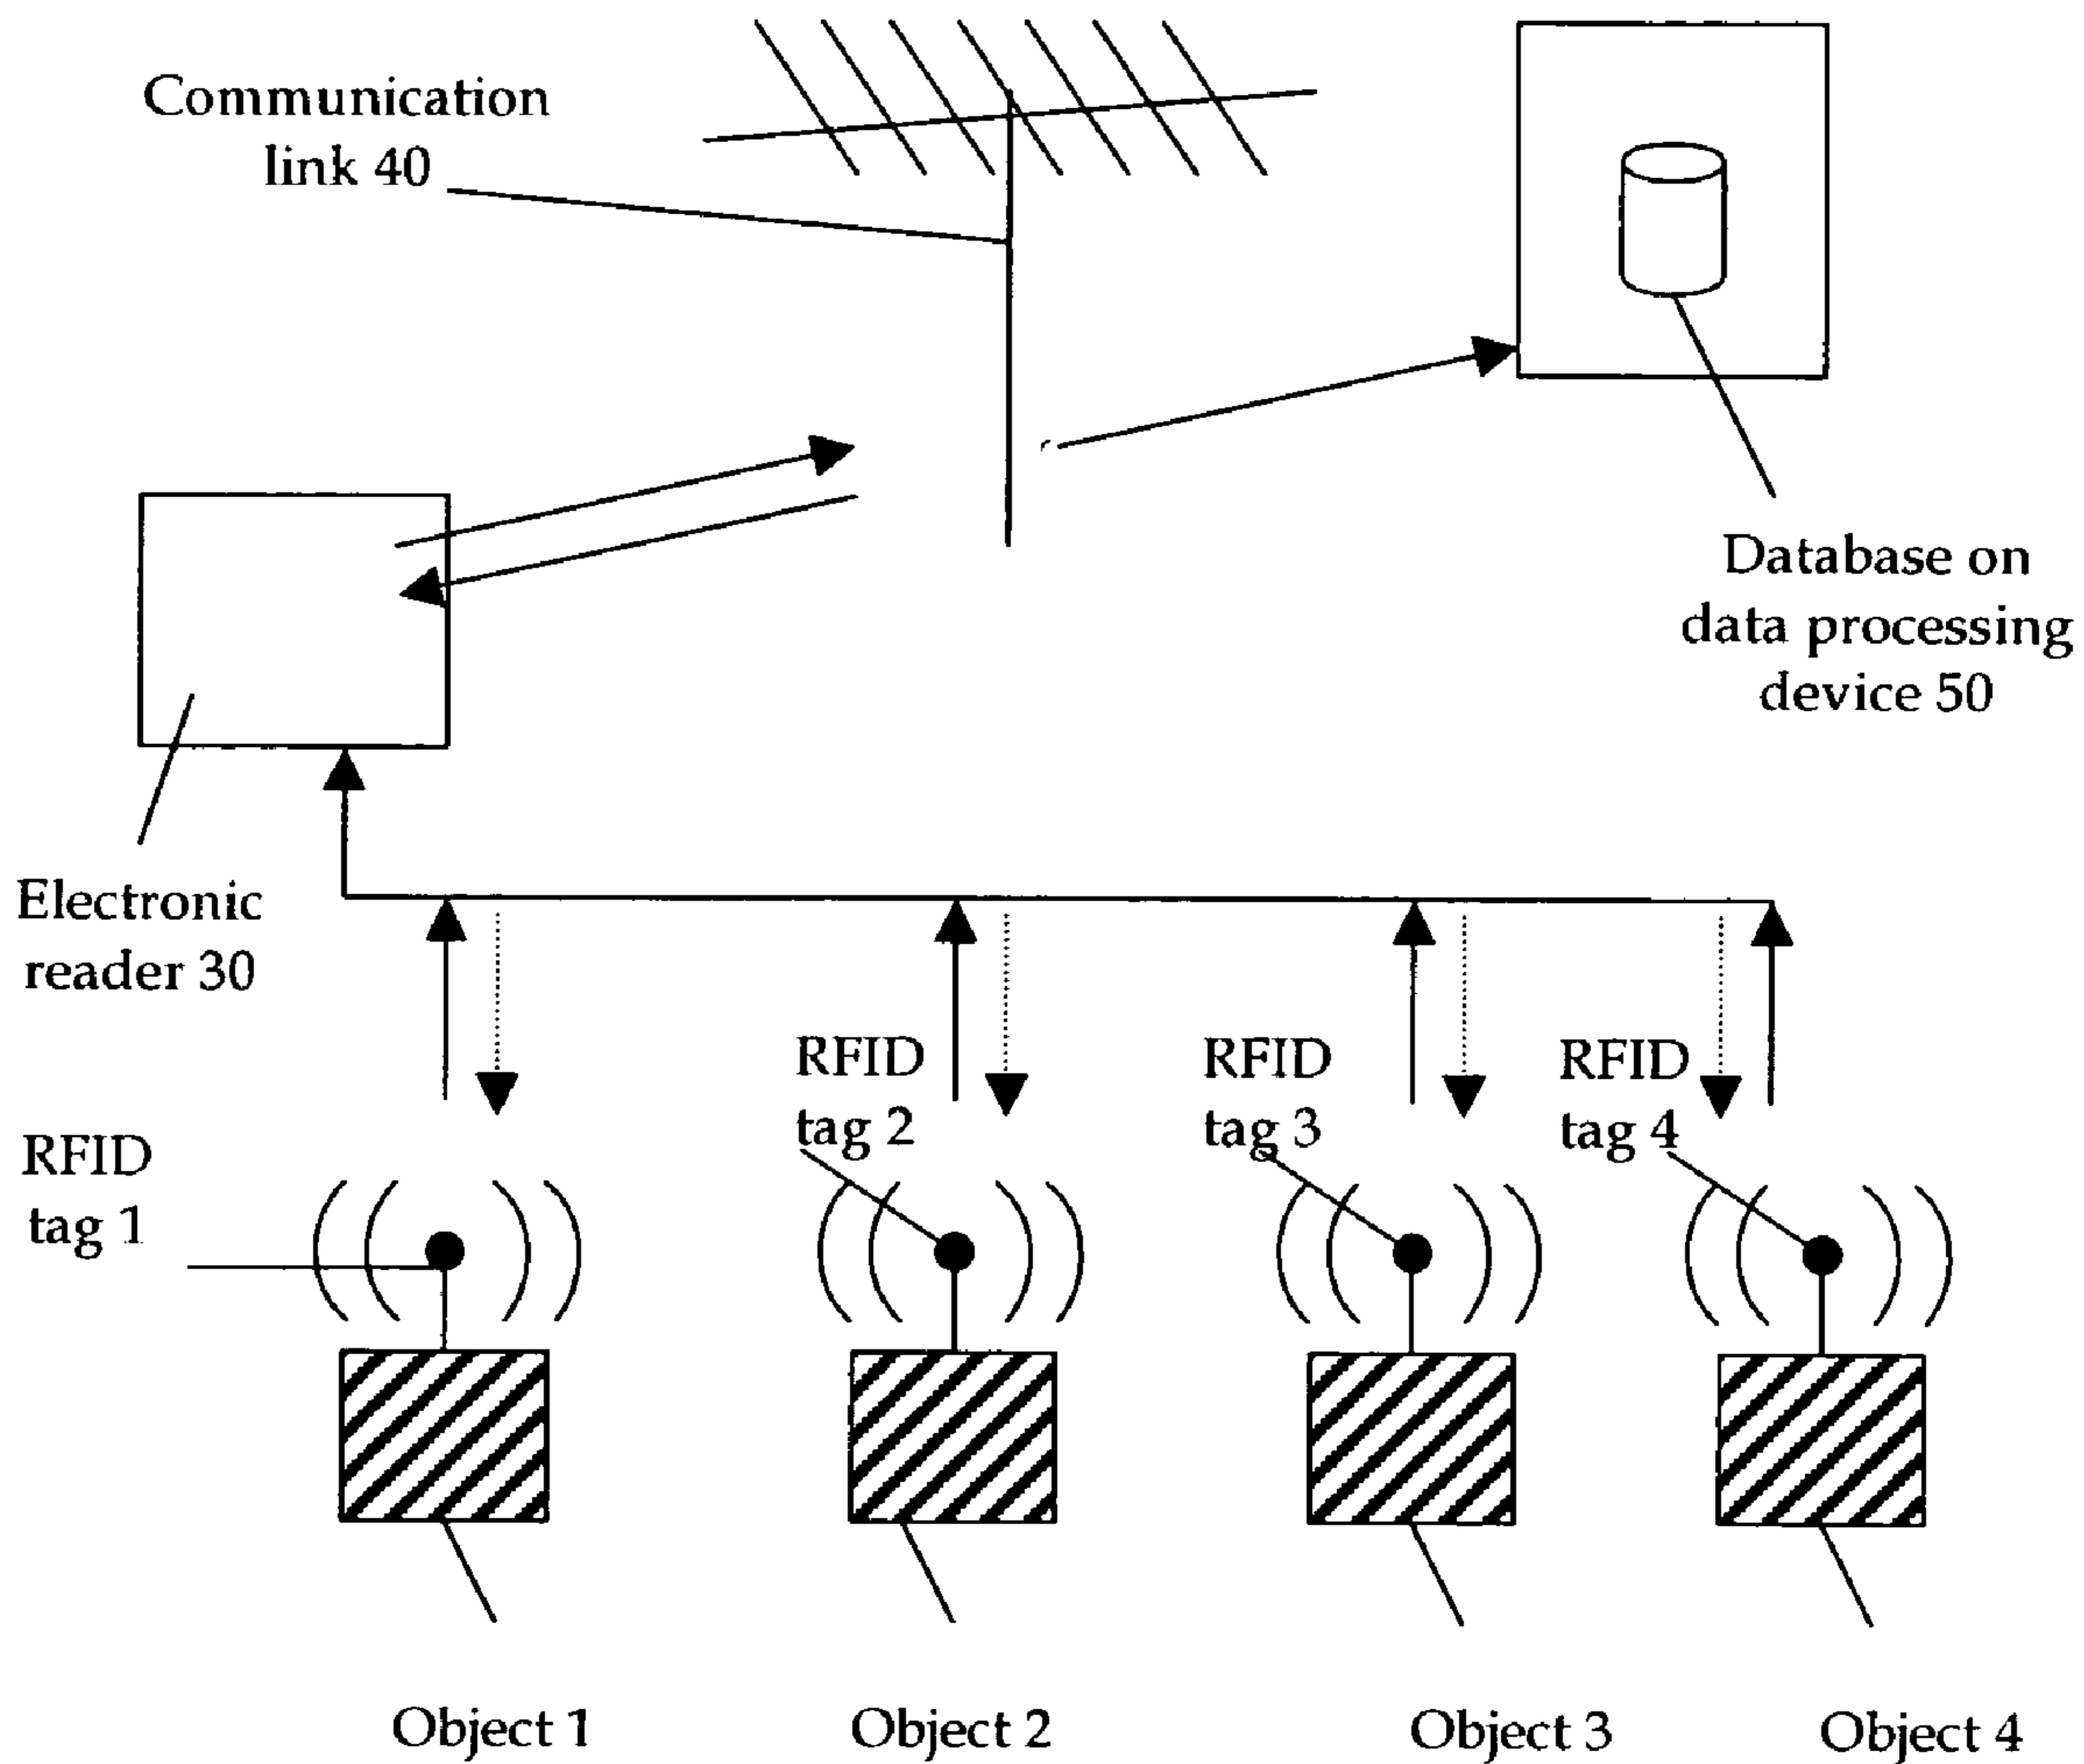 Communication
link 40
Database on
data processing
device 50
Electronic
reader 30
RFID
tag 1
RFID
tag 2
RFID
tag 3
RFID
tag 4
Object 1
Object 2
Object 3
Object 4